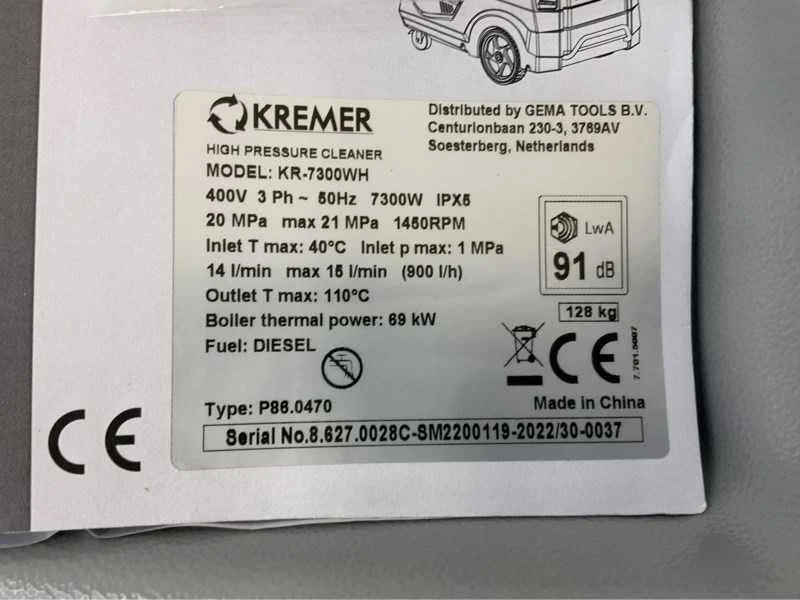 KREMER
HIGH PRESSURE CLEANER
MODEL: KR-7300WH
400V 3 Ph ~ 50Hz 7300W IPX5
20 MPa max 21 MPa 1450RPM
Inlet T max: 40°C Inlet p max: 1 MPa
14 l/min max 15 l/min (900 l/h)
Outlet T max: 110°C
Boiler thermal power: 69 kW
Fuel: DIESEL
Type: P86.0470
Distributed by GEMA TOOLS B.V.
Centurionbaan 230-3, 3769AV
Soesterberg, Netherlands
LwA
91 dB
128 kg
CE
7.701.5007
Made in China
Serial No.8.627.0028C-SM2200119-2022/30-0037
CE